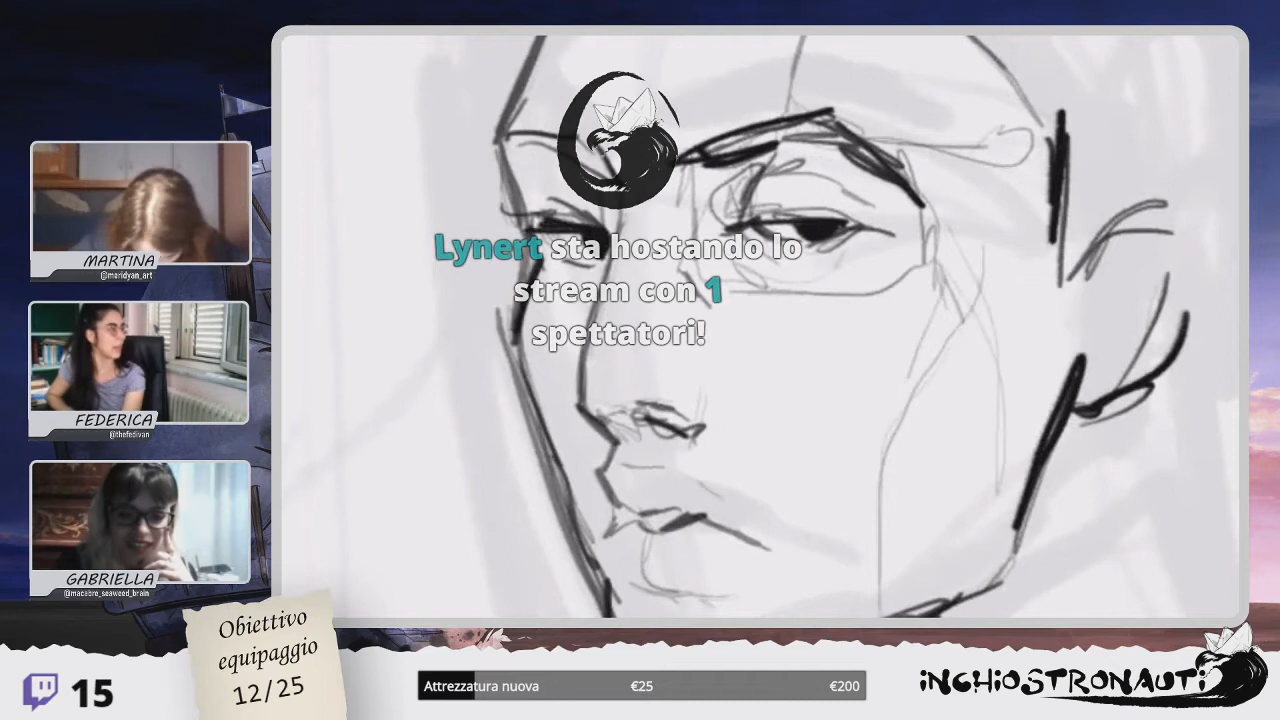 Lynert sta hostando lo
stream con 1
spettatori!
MARTINA
@meridyan_art
FEDERICA
@thefedivan
GABRIELLA
@macabre_seaweed_brain
Obiettivo
equipaggio
12/25
15
Attrezzatura nuova €25 €200
INCHIOSTRONAUTI